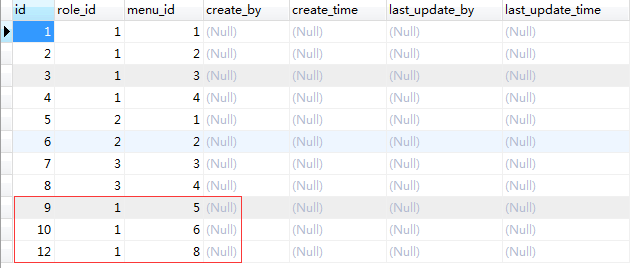 id role_id menu_id create_by create_time last_update_by last_update_time
1 1 1 (Null) (Null) (Null) (Null)
2 1 2 (Null) (Null) (Null) (Null)
3 1 3 (Null) (Null) (Null) (Null)
4 1 4 (Null) (Null) (Null) (Null)
5 2 1 (Null) (Null) (Null) (Null)
6 2 2 (Null) (Null) (Null) (Null)
7 3 3 (Null) (Null) (Null) (Null)
8 3 4 (Null) (Null) (Null) (Null)
9 1 5 (Null) (Null) (Null) (Null)
10 1 6 (Null) (Null) (Null) (Null)
12 1 8 (Null) (Null) (Null) (Null)